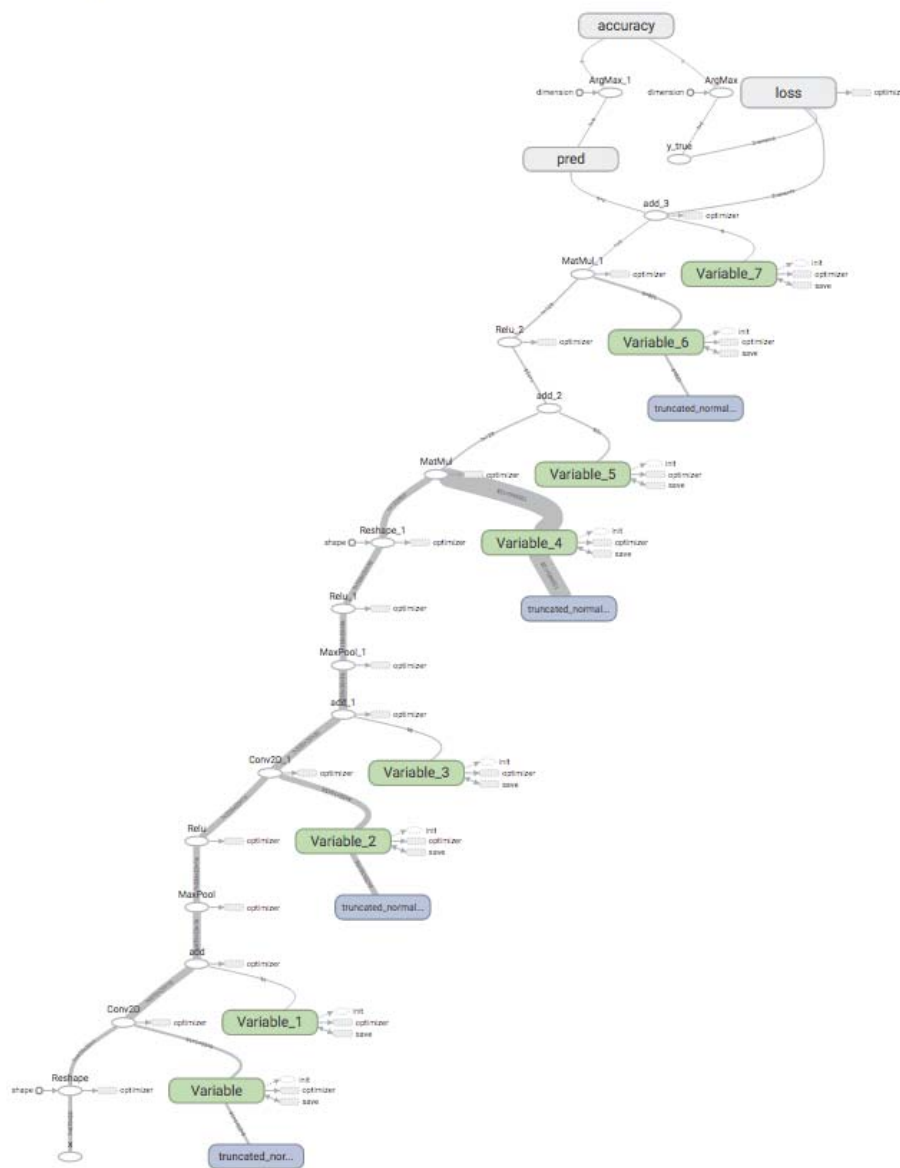 accuracy
ArgMax_1
ArgMax
dimension
dimension
loss
optimiz
y_true
pred
add_3
optimizer
MatMul_1
init
optimizer
Variable_7
optimizer
save
Relu_2
init
optimizer
Variable_6
optimizer
save
add_2
truncated_normal...
MatMul
init
optimizer
Variable_5
optimizer
save
Reshape_1
init
shape
optimizer
Variable_4
optimizer
save
Relu_1
optimizer
truncated_normal...
MaxPool_1
optimizer
add_1
optimizer
Conv2D_1
init
optimizer
Variable_3
optimizer
save
Relu
init
optimizer
Variable_2
optimizer
save
MaxPool
optimizer
truncated_normal...
add
optimizer
Conv2D
init
optimizer
Variable_1
optimizer
save
Reshape
init
shape
optimizer
Variable
optimizer
save
truncated_nor...